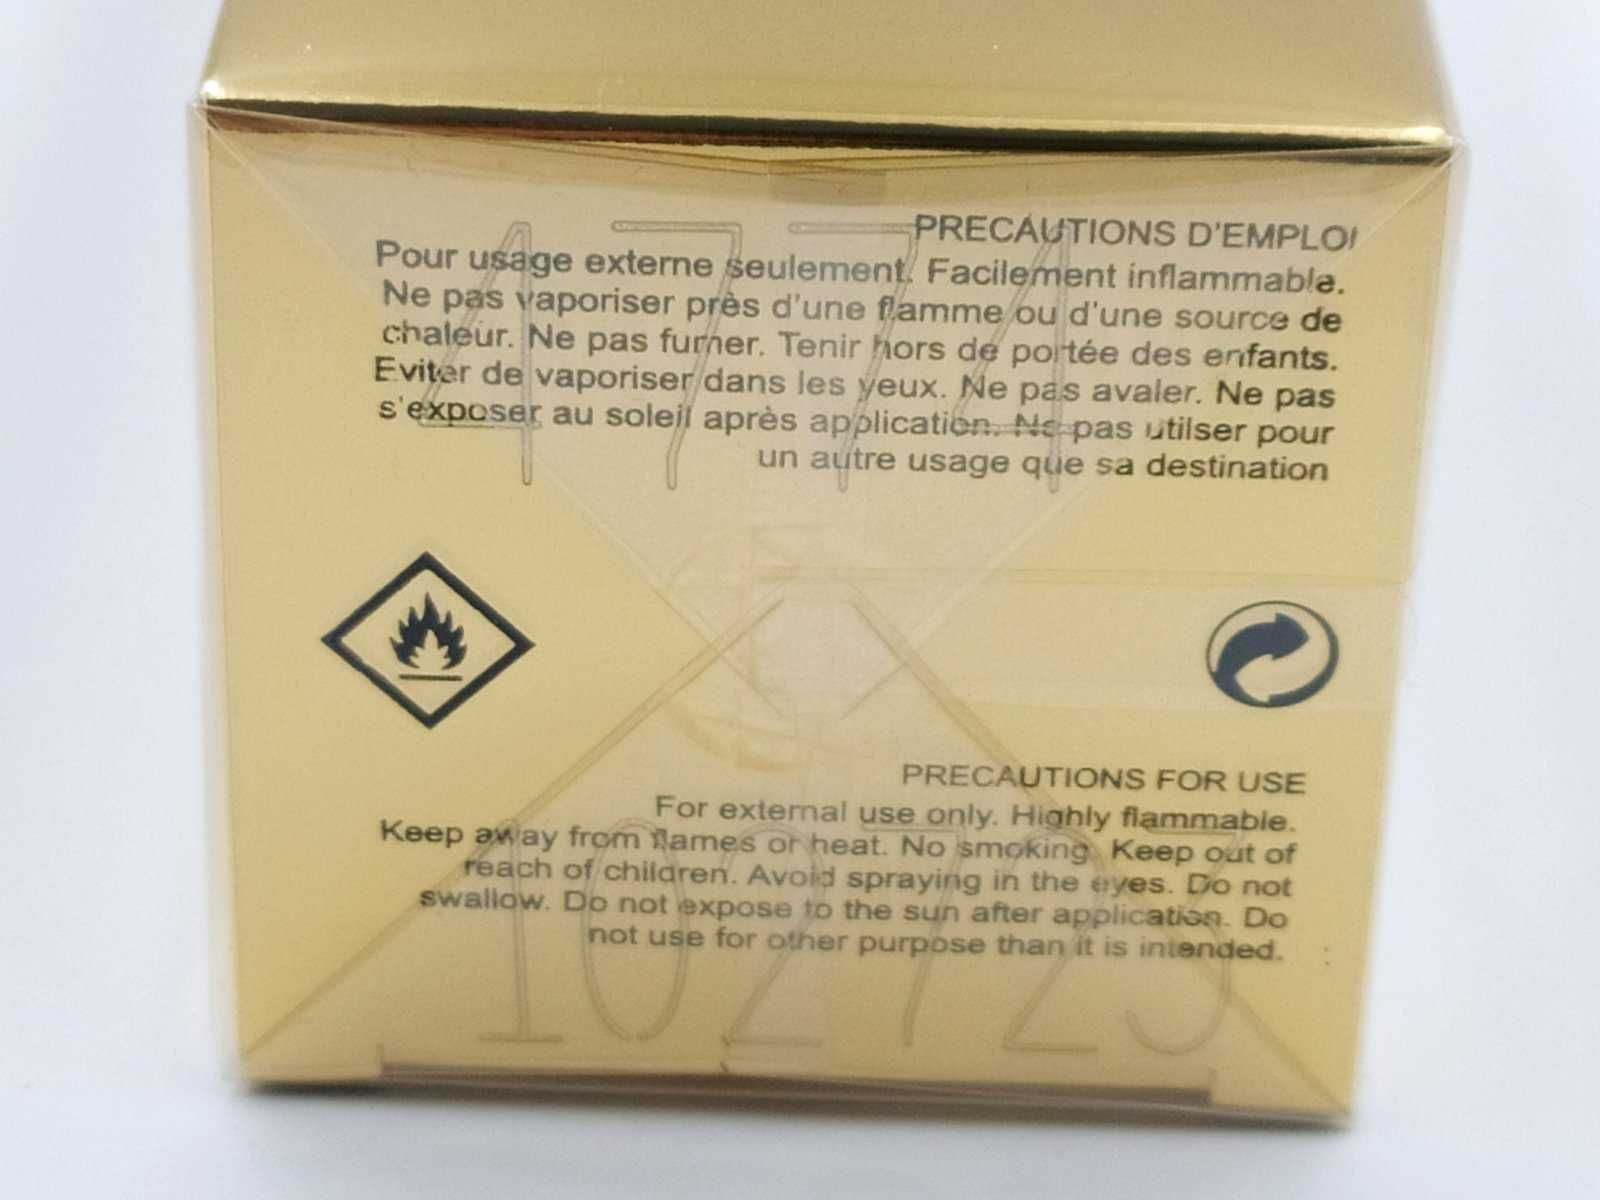 4774
PRECAUTIONS D'EMPLOI
Pour usage externe seulement. Facilement inflammable.
Ne pas vaporiser près d'une flamme ou d'une source de
chaleur. Ne pas fumer. Tenir hors de portée des enfants.
Eviter de vaporiser dans les yeux. Ne pas avaler. Ne pas
s'exposer au soleil après application. Ne pas utilser pour
un autre usage que sa destination
PRECAUTIONS FOR USE
For external use only. Highly flammable.
Keep away from flames or heat. No smoking. Keep out of
reach of children. Avoid spraying in the eyes. Do not
swallow. Do not expose to the sun after application. Do
not use for other purpose than it is intended.
102723